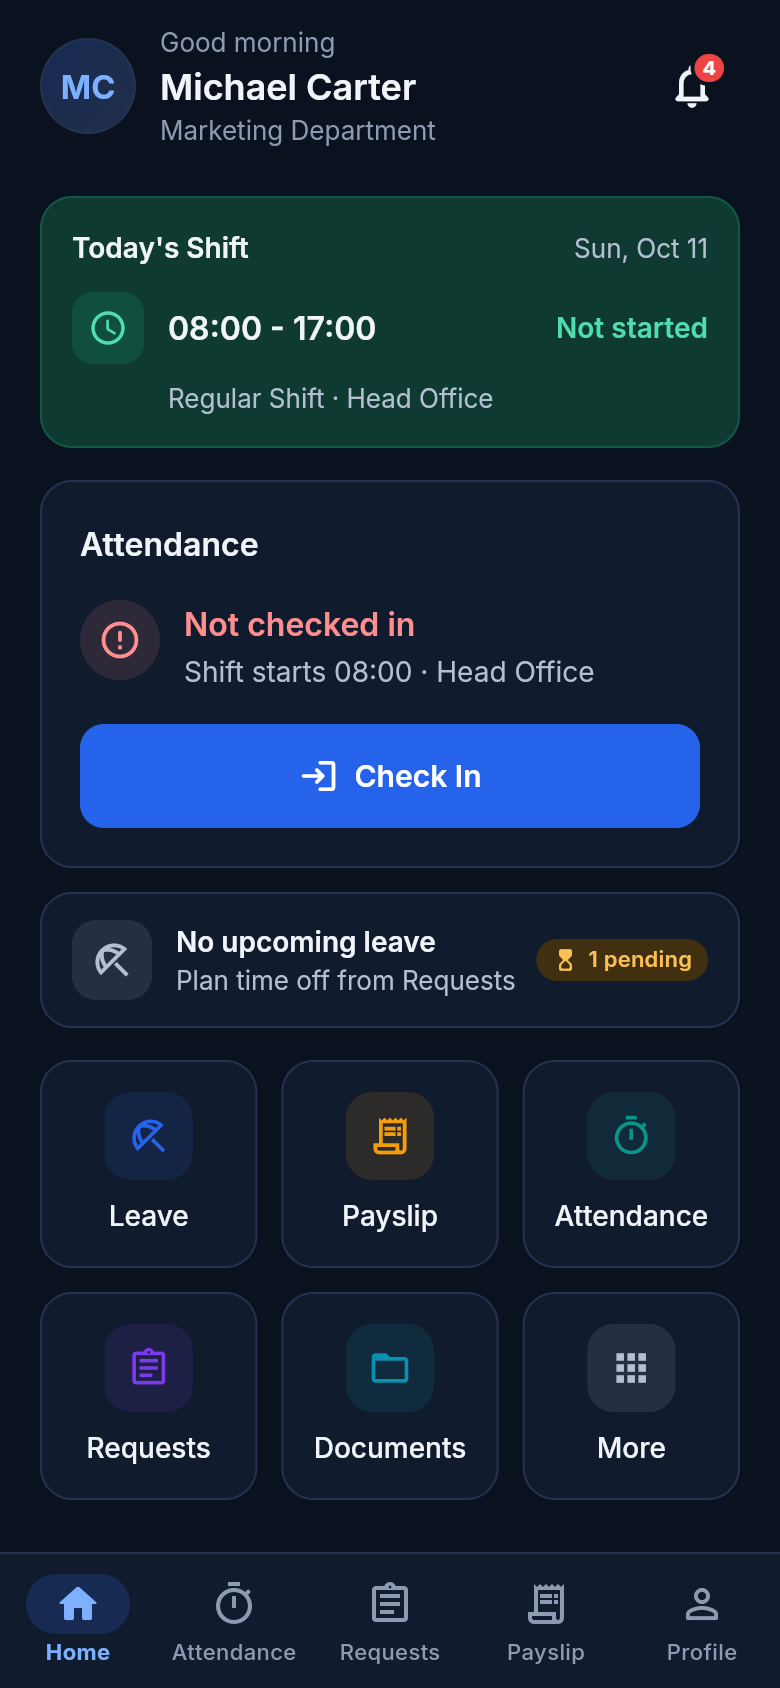 Good morning
MC
Michael Carter
Marketing Department
4
Today's Shift
Sun, Oct 11
08:00 - 17:00
Not started
Regular Shift · Head Office
Attendance
Not checked in
Shift starts 08:00 · Head Office
Check In
No upcoming leave
Plan time off from Requests
1 pending
Leave
Payslip
Attendance
Requests
Documents
More
Home
Attendance
Requests
Payslip
Profile